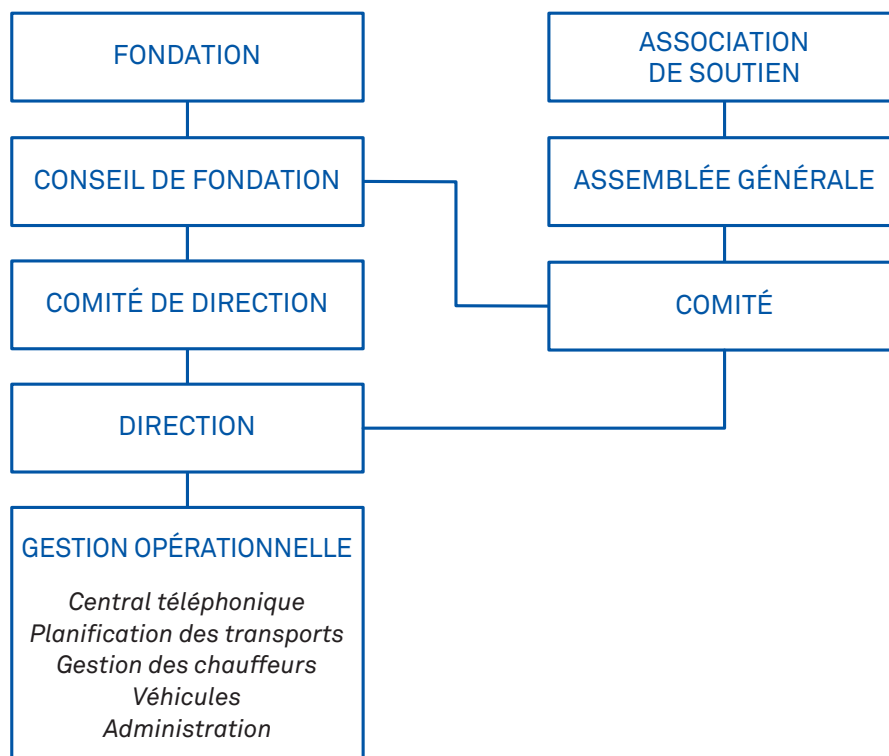 FONDATION
CONSEIL DE FONDATION
COMITÉ DE DIRECTION
DIRECTION
GESTION OPÉRATIONNELLE
Central téléphonique
Planification des transports
Gestion des chauffeurs
Véhicules
Administration
ASSOCIATION
DE SOUTIEN
ASSEMBLÉE GÉNÉRALE
COMITÉ